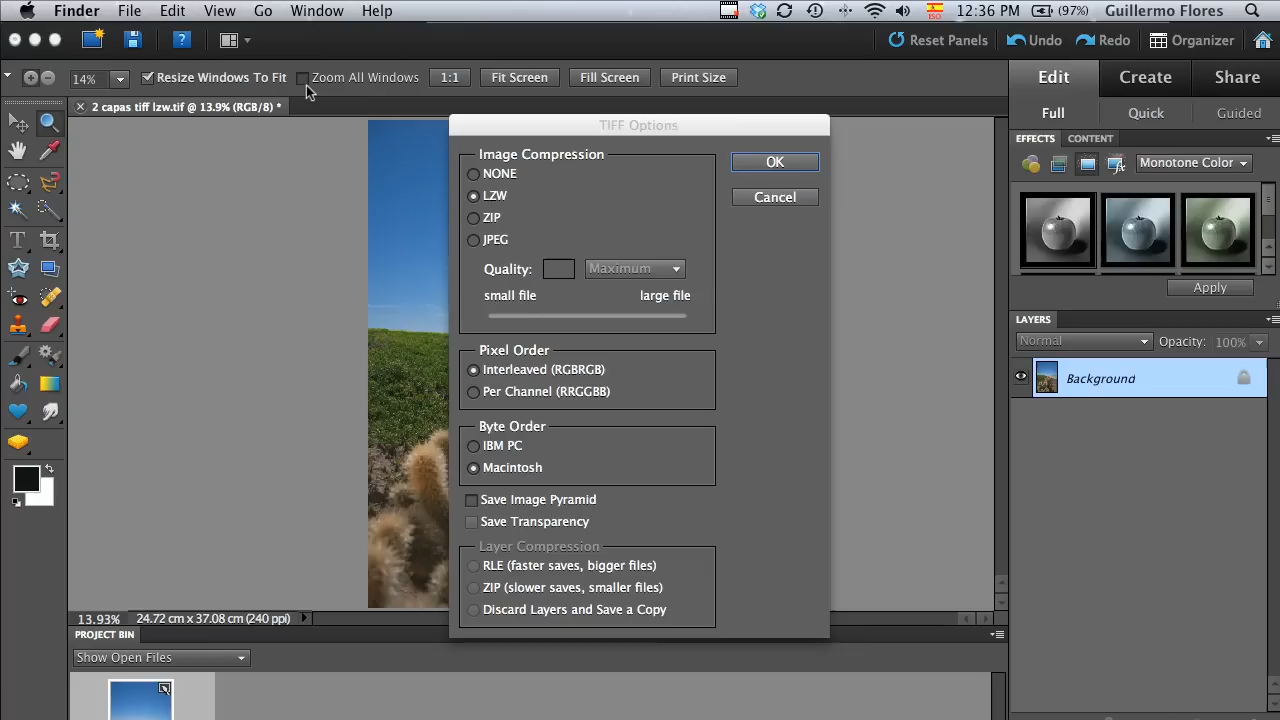 Finder File Edit View Go Window Help ISO 12:36 PM (97%) Guillermo Flores
Reset Panels Undo Redo Organizer
14% Resize Windows To Fit Zoom All Windows 1:1 Fit Screen Fill Screen Print Size
Edit Create Share
Full Quick Guided
2 capas tiff lzw.tif @ 13.9% (RGB/8) *
TIFF Options
Image Compression
NONE
LZW
ZIP
JPEG
Quality: Maximum
small file large file
Pixel Order
Interleaved (RGBRGB)
Per Channel (RRGGBB)
Byte Order
IBM PC
Macintosh
Save Image Pyramid
Save Transparency
Layer Compression
RLE (faster saves, bigger files)
ZIP (slower saves, smaller files)
Discard Layers and Save a Copy
OK
Cancel
EFFECTS CONTENT
Monotone Color
Apply
LAYERS
Normal Opacity: 100%
Background
13.93% 24.72 cm x 37.08 cm (240 ppi)
PROJECT BIN
Show Open Files